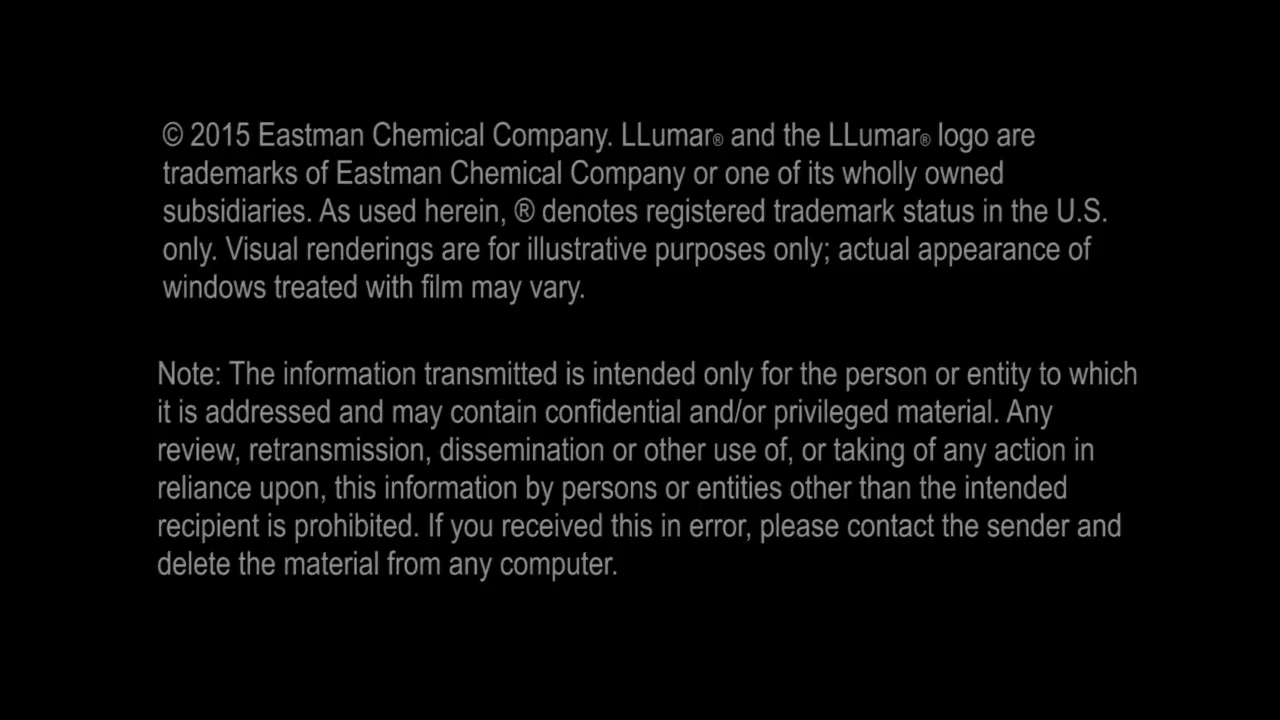 © 2015 Eastman Chemical Company. LLumar® and the LLumar® logo are
trademarks of Eastman Chemical Company or one of its wholly owned
subsidiaries. As used herein, ® denotes registered trademark status in the U.S.
only. Visual renderings are for illustrative purposes only; actual appearance of
windows treated with film may vary.
Note: The information transmitted is intended only for the person or entity to which
it is addressed and may contain confidential and/or privileged material. Any
review, retransmission, dissemination or other use of, or taking of any action in
reliance upon, this information by persons or entities other than the intended
recipient is prohibited. If you received this in error, please contact the sender and
delete the material from any computer.